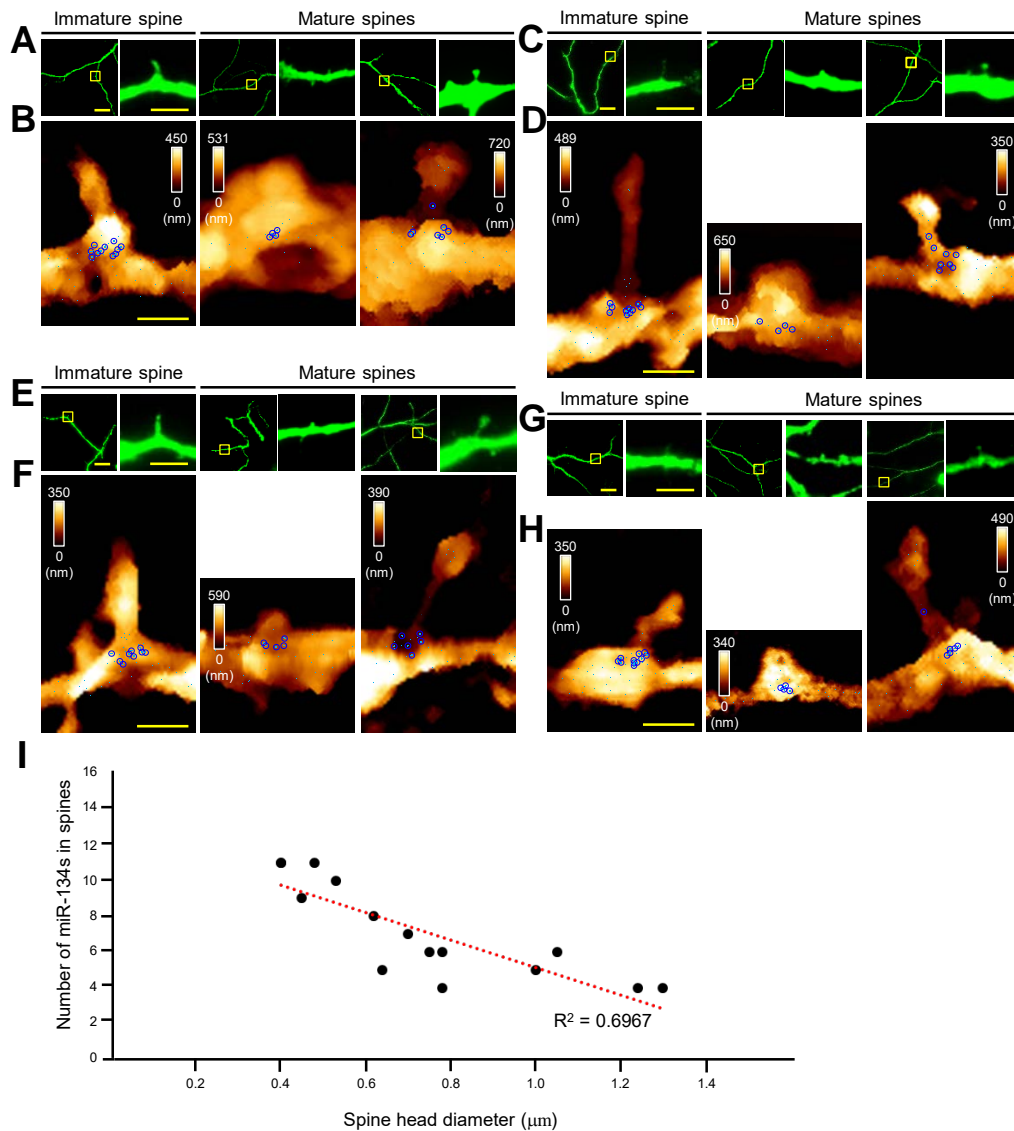 Immature spine
Mature spines
Immature spine
Mature spines
A
C
B
450
0
(nm)
531
0
(nm)
720
0
(nm)
D
489
0
(nm)
650
0
(nm)
350
0
(nm)
Immature spine
Mature spines
Immature spine
Mature spines
E
G
F
350
0
(nm)
590
0
(nm)
390
0
(nm)
H
350
0
(nm)
340
0
(nm)
490
0
(nm)
I
Number of miR-134s in spines
16
14
12
10
8
6
4
2
0
R² = 0.6967
0.2
0.4
0.6
0.8
1.0
1.2
1.4
Spine head diameter (μm)